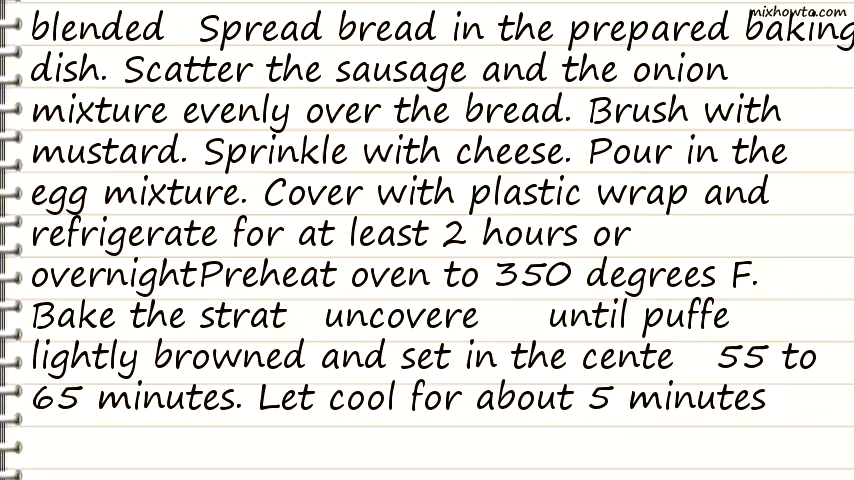 mixhowto.com
blended Spread bread in the prepared baking
dish. Scatter the sausage and the onion
mixture evenly over the bread. Brush with
mustard. Sprinkle with cheese. Pour in the
egg mixture. Cover with plastic wrap and
refrigerate for at least 2 hours or
overnightPreheat oven to 350 degrees F.
Bake the strat uncovere until puffe
lightly browned and set in the cente 55 to
65 minutes. Let cool for about 5 minutes